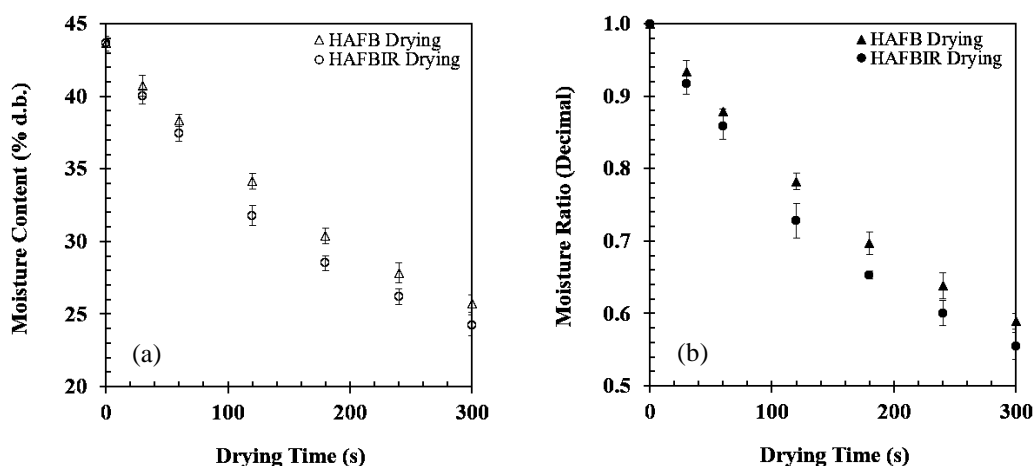 Moisture Content (% d.b.)
45
40
35
30
25
20
△ HAFB Drying
○ HAFBIR Drying
(a)
0
100
200
300
Drying Time (s)
Moisture Ratio (Decimal)
1.0
0.9
0.8
0.7
0.6
0.5
▲ HAFB Drying
● HAFBIR Drying
(b)
0
100
200
300
Drying Time (s)